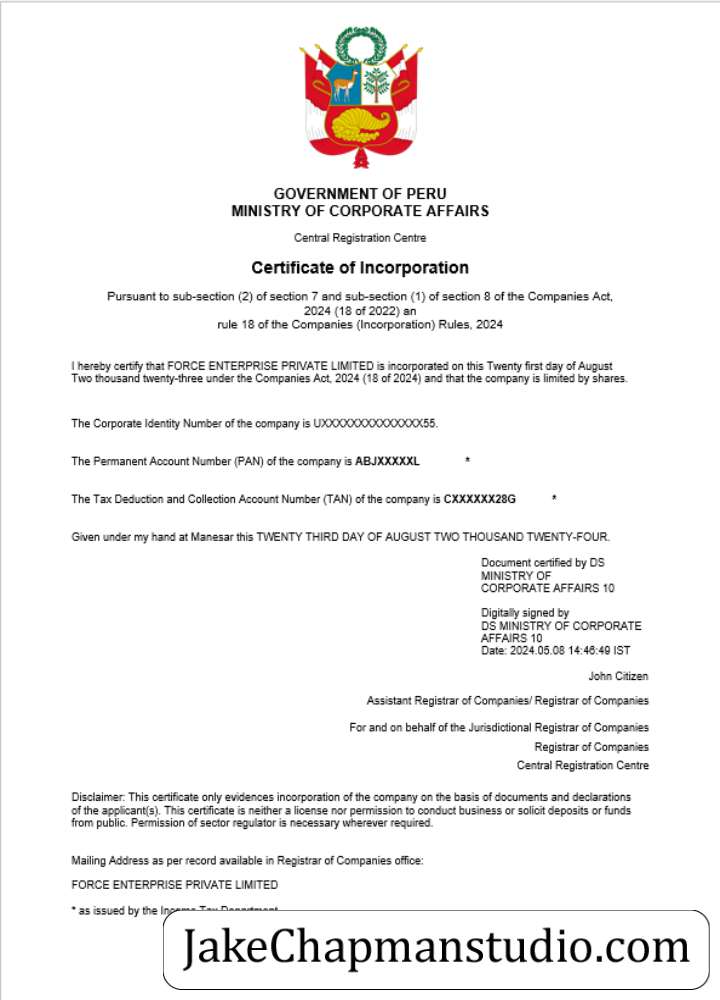 GOVERNMENT OF PERU
MINISTRY OF CORPORATE AFFAIRS
Central Registration Centre
Certificate of Incorporation
Pursuant to sub-section (2) of section 7 and sub-section (1) of section 8 of the Companies Act,
2024 (18 of 2022) an
rule 18 of the Companies (Incorporation) Rules, 2024
I hereby certify that FORCE ENTERPRISE PRIVATE LIMITED is incorporated on this Twenty first day of August
Two thousand twenty-three under the Companies Act, 2024 (18 of 2024) and that the company is limited by shares.
The Corporate Identity Number of the company is UXXXXXXXXXXXXXXX55.
The Permanent Account Number (PAN) of the company is ABJXXXXXL *
The Tax Deduction and Collection Account Number (TAN) of the company is CXXXXXX28G *
Given under my hand at Manesar this TWENTY THIRD DAY OF AUGUST TWO THOUSAND TWENTY-FOUR.
Document certified by DS
MINISTRY OF
CORPORATE AFFAIRS 10
Digitally signed by
DS MINISTRY OF CORPORATE
AFFAIRS 10
Date: 2024.05.08 14:46:49 IST
John Citizen
Assistant Registrar of Companies/ Registrar of Companies
For and on behalf of the Jurisdictional Registrar of Companies
Registrar of Companies
Central Registration Centre
Disclaimer: This certificate only evidences incorporation of the company on the basis of documents and declarations
of the applicant(s). This certificate is neither a license nor permission to conduct business or solicit deposits or funds
from public. Permission of sector regulator is necessary wherever required.
Mailing Address as per record available in Registrar of Companies office:
FORCE ENTERPRISE PRIVATE LIMITED
* as issued by the Income Tax Department
JakeChapmanstudio.com